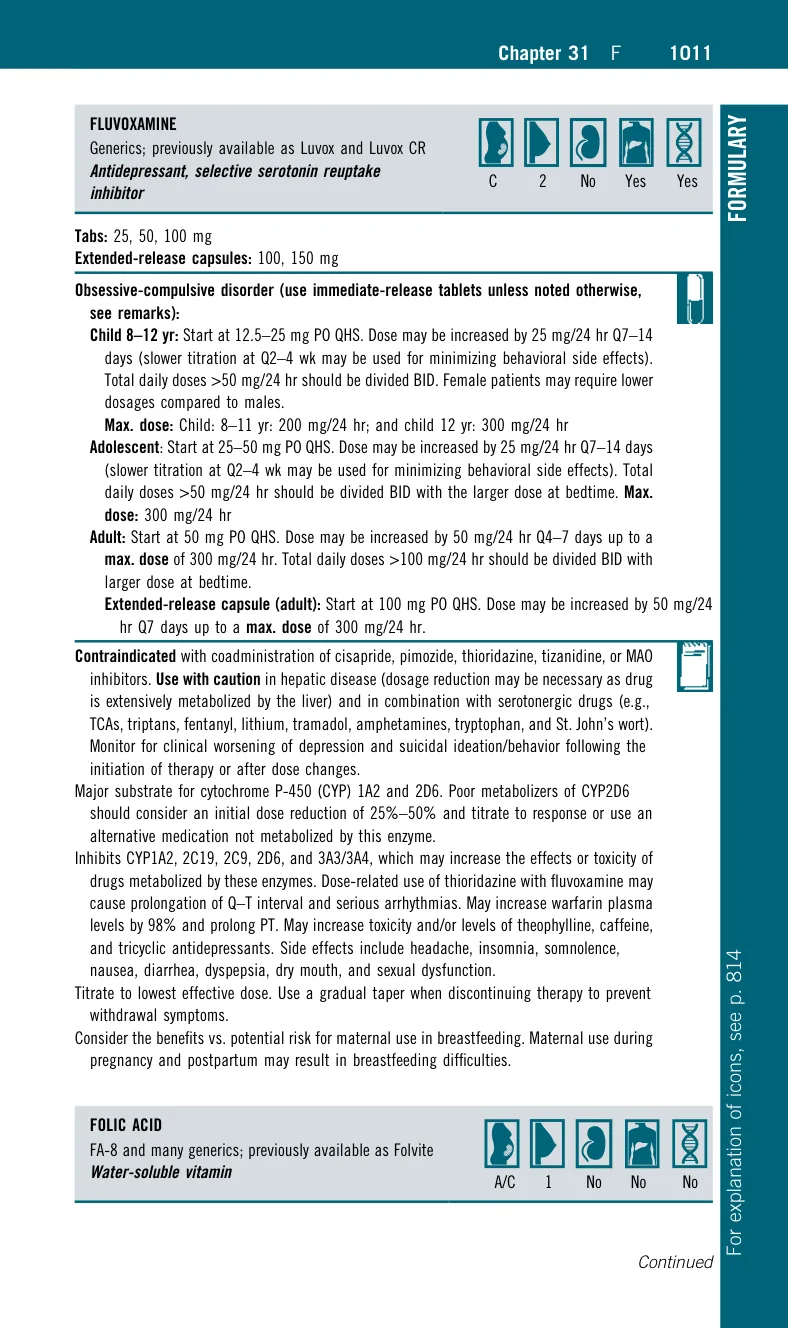 Chapter 31 F 1011
FLUVOXAMINE
Generics; previously available as Luvox and Luvox CR
Antidepressant, selective serotonin reuptake
inhibitor
C 2 No Yes Yes
Tabs: 25, 50, 100 mg
Extended-release capsules: 100, 150 mg
Obsessive-compulsive disorder (use immediate-release tablets unless noted otherwise,
see remarks):
Child 8–12 yr: Start at 12.5–25 mg PO QHS. Dose may be increased by 25 mg/24 hr Q7–14
days (slower titration at Q2–4 wk may be used for minimizing behavioral side effects).
Total daily doses >50 mg/24 hr should be divided BID. Female patients may require lower
dosages compared to males.
Max. dose: Child: 8–11 yr: 200 mg/24 hr; and child 12 yr: 300 mg/24 hr
Adolescent: Start at 25–50 mg PO QHS. Dose may be increased by 25 mg/24 hr Q7–14 days
(slower titration at Q2–4 wk may be used for minimizing behavioral side effects). Total
daily doses >50 mg/24 hr should be divided BID with the larger dose at bedtime. Max.
dose: 300 mg/24 hr
Adult: Start at 50 mg PO QHS. Dose may be increased by 50 mg/24 hr Q4–7 days up to a
max. dose of 300 mg/24 hr. Total daily doses >100 mg/24 hr should be divided BID with
larger dose at bedtime.
Extended-release capsule (adult): Start at 100 mg PO QHS. Dose may be increased by 50 mg/24
hr Q7 days up to a max. dose of 300 mg/24 hr.
Contraindicated with coadministration of cisapride, pimozide, thioridazine, tizanidine, or MAO
inhibitors. Use with caution in hepatic disease (dosage reduction may be necessary as drug
is extensively metabolized by the liver) and in combination with serotonergic drugs (e.g.,
TCAs, triptans, fentanyl, lithium, tramadol, amphetamines, tryptophan, and St. John's wort).
Monitor for clinical worsening of depression and suicidal ideation/behavior following the
initiation of therapy or after dose changes.
Major substrate for cytochrome P-450 (CYP) 1A2 and 2D6. Poor metabolizers of CYP2D6
should consider an initial dose reduction of 25%–50% and titrate to response or use an
alternative medication not metabolized by this enzyme.
Inhibits CYP1A2, 2C19, 2C9, 2D6, and 3A3/3A4, which may increase the effects or toxicity of
drugs metabolized by these enzymes. Dose-related use of thioridazine with fluvoxamine may
cause prolongation of Q–T interval and serious arrhythmias. May increase warfarin plasma
levels by 98% and prolong PT. May increase toxicity and/or levels of theophylline, caffeine,
and tricyclic antidepressants. Side effects include headache, insomnia, somnolence,
nausea, diarrhea, dyspepsia, dry mouth, and sexual dysfunction.
Titrate to lowest effective dose. Use a gradual taper when discontinuing therapy to prevent
withdrawal symptoms.
Consider the benefits vs. potential risk for maternal use in breastfeeding. Maternal use during
pregnancy and postpartum may result in breastfeeding difficulties.
FOLIC ACID
FA-8 and many generics; previously available as Folvite
Water-soluble vitamin
A/C 1 No No No
Continued
FORMULARY
For explanation of icons, see p. 814